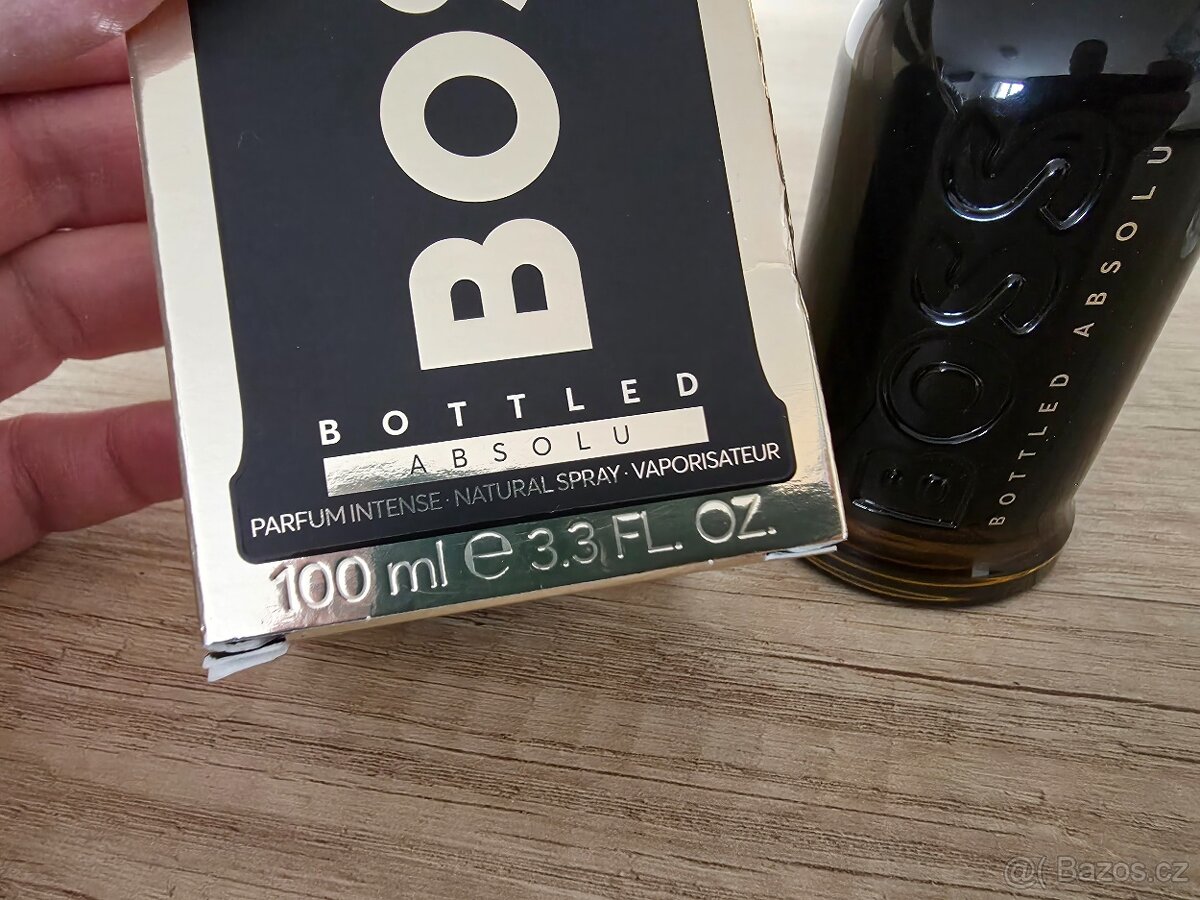 BOS
BOTTLED
ABSOLU
PARFUM INTENSE · NATURAL SPRAY · VAPORISATEUR
100 ml e 3.3 FL. OZ.
BOSS
BOTTLED ABSOLU
@( Bazos.cz